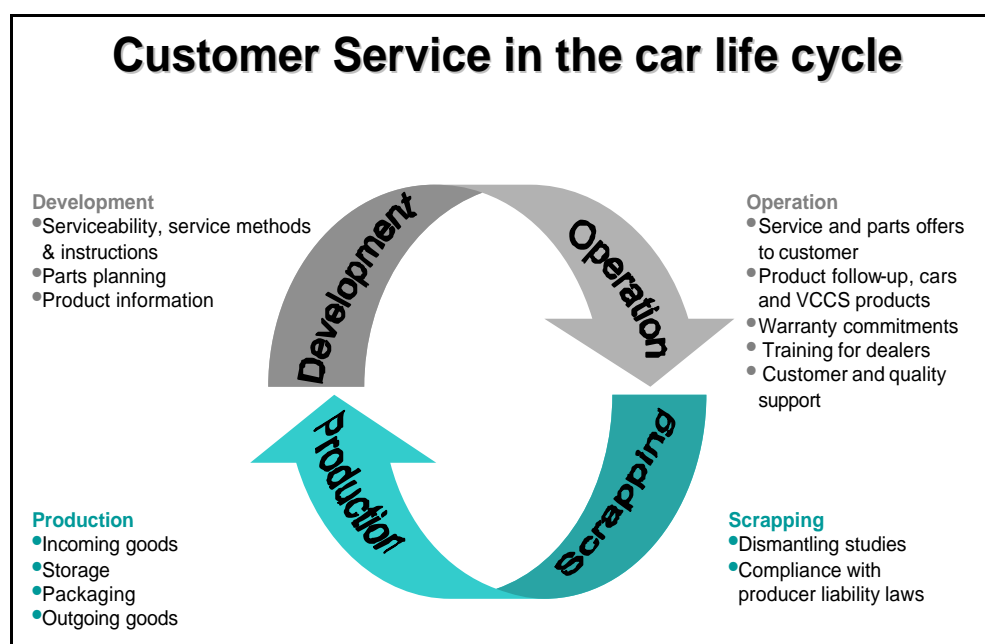 Customer Service in the car life cycle
Development
•Serviceability, service methods
& instructions
•Parts planning
•Product information
Development
Operation
Operation
•Service and parts offers
to customer
•Product follow-up, cars
and VCCS products
•Warranty commitments
• Training for dealers
• Customer and quality
support
Production
Scrapping
Production
•Incoming goods
•Storage
•Packaging
•Outgoing goods
Scrapping
•Dismantling studies
•Compliance with
producer liability laws